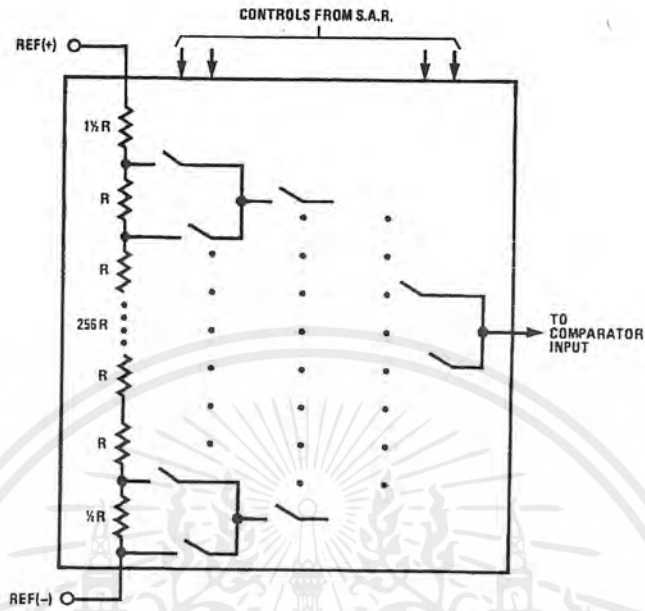 CONTROLS FROM S.A.R.
REF(+)
1½R
R
R
256R
R
R
½R
REF(−)
TO
COMPARATOR
INPUT